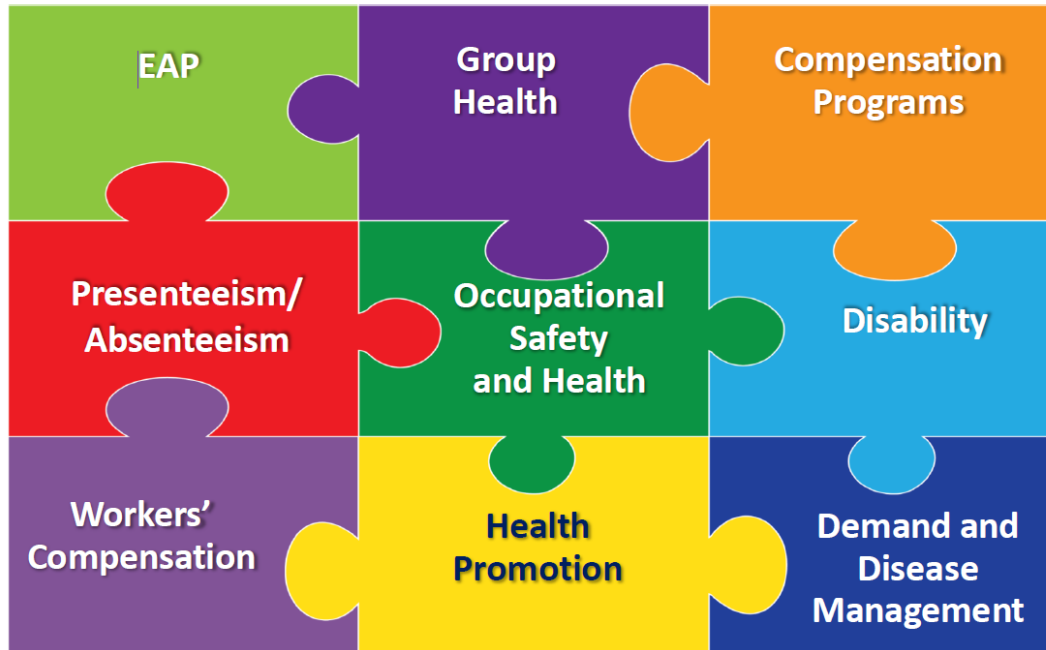 EAP
Group
Health
Compensation
Programs
Presenteeism/
Absenteeism
Occupational
Safety
and Health
Disability
Workers’
Compensation
Health
Promotion
Demand and
Disease
Management